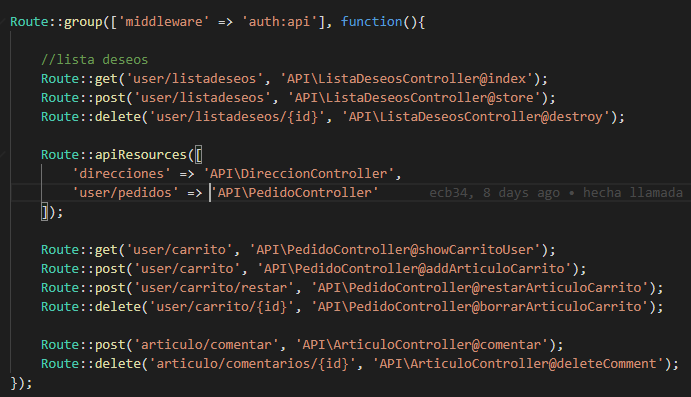 Route::group(['middleware' => 'auth:api'], function(){
//lista deseos
Route::get('user/listadeseos', 'API\ListaDeseosController@index');
Route::post('user/listadeseos', 'API\ListaDeseosController@store');
Route::delete('user/listadeseos/{id}', 'API\ListaDeseosController@destroy');
Route::apiResources([
'direcciones' => 'API\DireccionController',
'user/pedidos' => 'API\PedidoController' ecb34, 8 days ago • hecha llamada
]);
Route::get('user/carrito', 'API\PedidoController@showCarritoUser');
Route::post('user/carrito', 'API\PedidoController@addArticuloCarrito');
Route::post('user/carrito/restar', 'API\PedidoController@restarArticuloCarrito');
Route::delete('user/carrito/{id}', 'API\PedidoController@borrarArticuloCarrito');
Route::post('articulo/comentar', 'API\ArticuloController@comentar');
Route::delete('articulo/comentarios/{id}', 'API\ArticuloController@deleteComment');
});